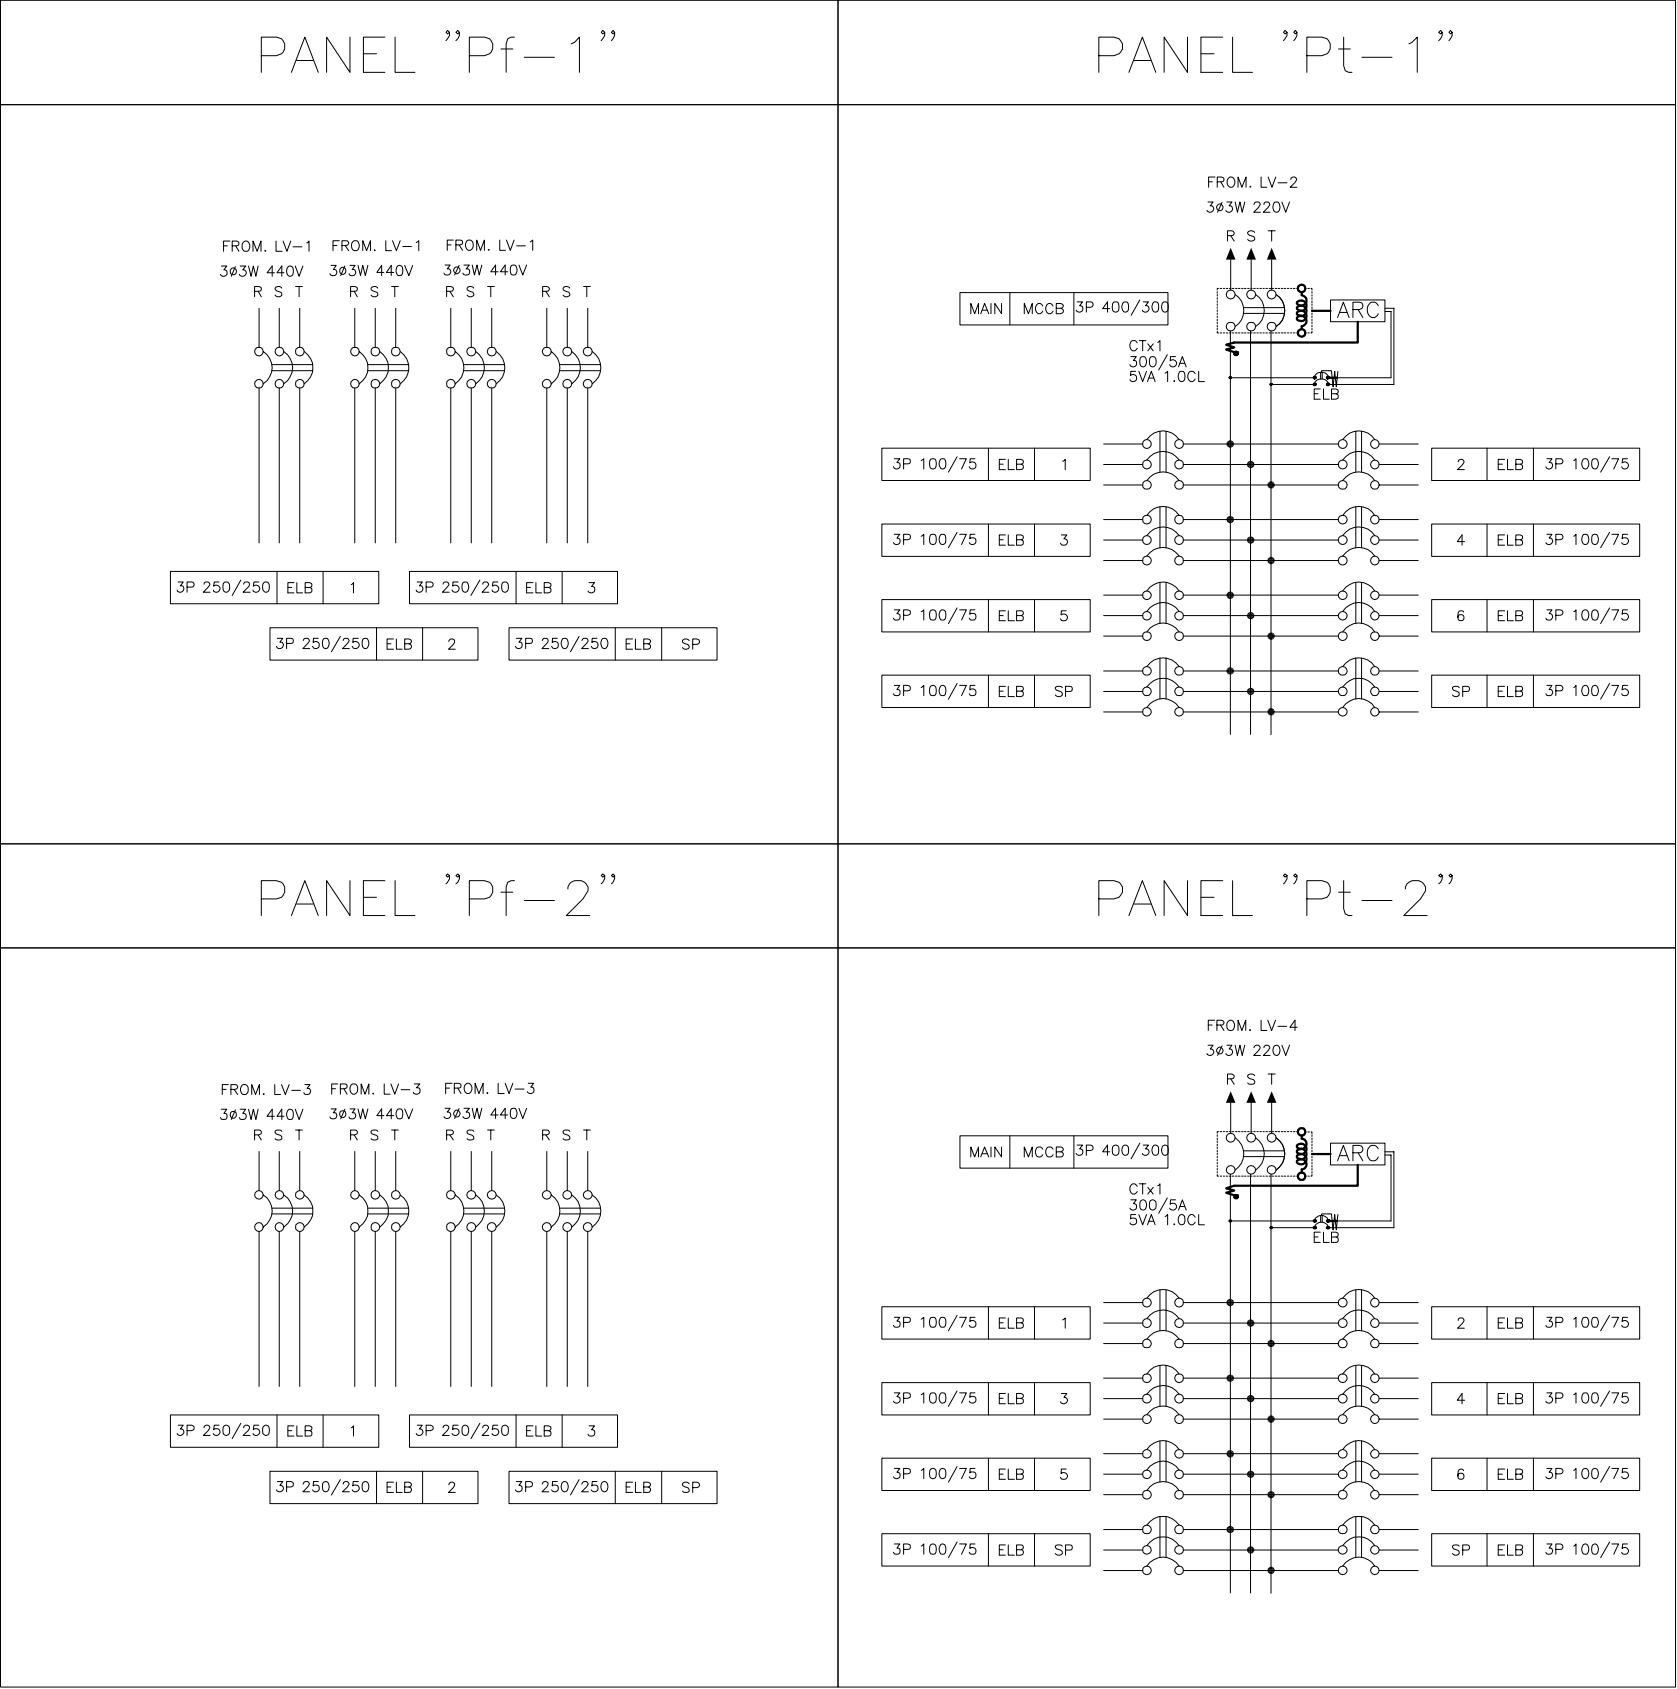 PANEL ”Pf-1”
FROM. LV-1 FROM. LV-1 FROM. LV-1
3ø3W 440V 3ø3W 440V 3ø3W 440V
R S T R S T R S T R S T
3P 250/250 ELB 1 3P 250/250 ELB 3
3P 250/250 ELB 2 3P 250/250 ELB SP
PANEL ”Pt-1”
FROM. LV-2
3ø3W 220V
R S T
MAIN MCCB 3P 400/300 ARC
CTx1
300/5A
5VA 1.0CL
ELB
3P 100/75 ELB 1 2 ELB 3P 100/75
3P 100/75 ELB 3 4 ELB 3P 100/75
3P 100/75 ELB 5 6 ELB 3P 100/75
3P 100/75 ELB SP SP ELB 3P 100/75
PANEL ”Pf-2”
FROM. LV-3 FROM. LV-3 FROM. LV-3
3ø3W 440V 3ø3W 440V 3ø3W 440V
R S T R S T R S T R S T
3P 250/250 ELB 1 3P 250/250 ELB 3
3P 250/250 ELB 2 3P 250/250 ELB SP
PANEL ”Pt-2”
FROM. LV-4
3ø3W 220V
R S T
MAIN MCCB 3P 400/300 ARC
CTx1
300/5A
5VA 1.0CL
ELB
3P 100/75 ELB 1 2 ELB 3P 100/75
3P 100/75 ELB 3 4 ELB 3P 100/75
3P 100/75 ELB 5 6 ELB 3P 100/75
3P 100/75 ELB SP SP ELB 3P 100/75